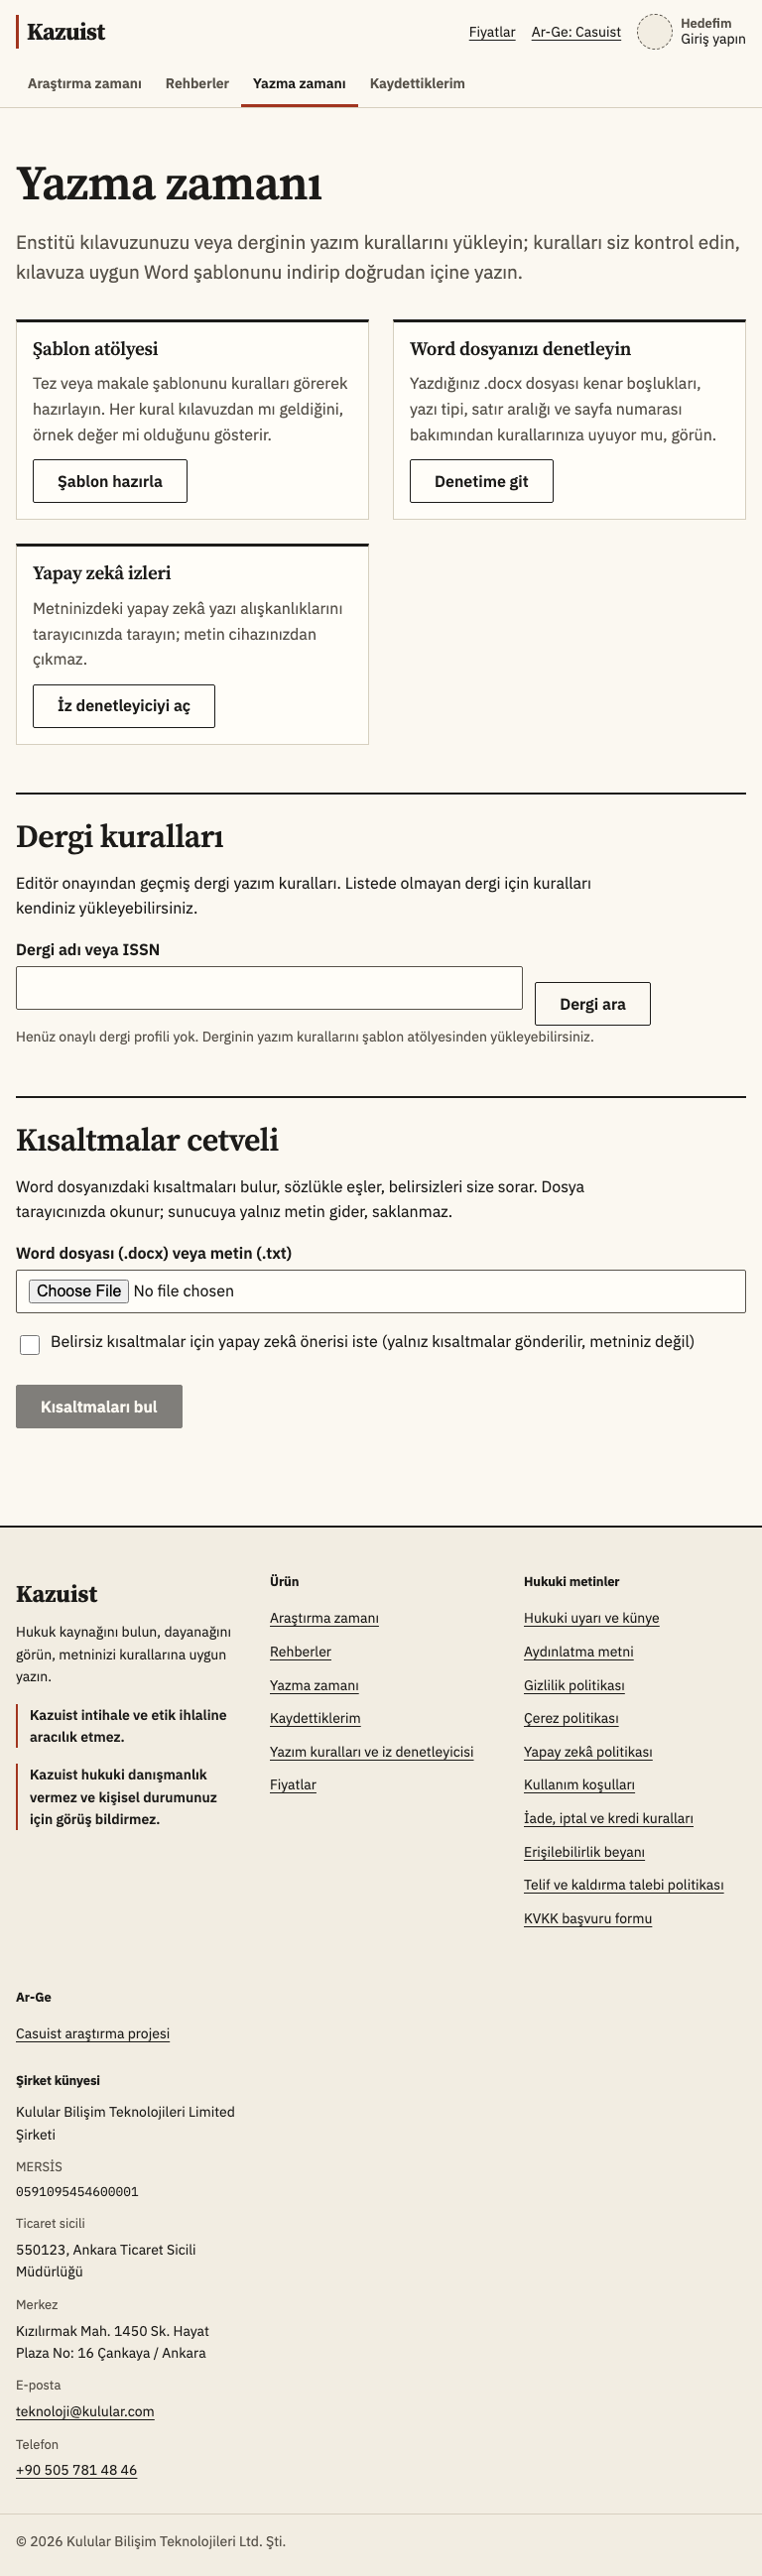 Kazuist
Fiyatlar
Ar-Ge: Casuist
Hedefim
Giriş yapın
Araştırma zamanı
Rehberler
Yazma zamanı
Kaydettiklerim
Yazma zamanı
Enstitü kılavuzunuzu veya derginin yazım kurallarını yükleyin; kuralları siz kontrol edin,
kılavuza uygun Word şablonunu indirip doğrudan içine yazın.
Şablon atölyesi
Tez veya makale şablonunu kuralları görerek
hazırlayın. Her kural kılavuzdan mı geldiğini,
örnek değer mi olduğunu gösterir.
Şablon hazırla
Word dosyanızı denetleyin
Yazdığınız .docx dosyası kenar boşlukları,
yazı tipi, satır aralığı ve sayfa numarası
bakımından kurallarınıza uyuyor mu, görün.
Denetime git
Yapay zekâ izleri
Metninizdeki yapay zekâ yazı alışkanlıklarını
tarayıcınızda tarayın; metin cihazınızdan
çıkmaz.
İz denetleyiciyi aç
Dergi kuralları
Editör onayından geçmiş dergi yazım kuralları. Listede olmayan dergi için kuralları
kendiniz yükleyebilirsiniz.
Dergi adı veya ISSN
Dergi ara
Henüz onaylı dergi profili yok. Derginin yazım kurallarını şablon atölyesinden yükleyebilirsiniz.
Kısaltmalar cetveli
Word dosyanızdaki kısaltmaları bulur, sözlükle eşler, belirsizleri size sorar. Dosya
tarayıcınızda okunur; sunucuya yalnız metin gider, saklanmaz.
Word dosyası (.docx) veya metin (.txt)
Choose File No file chosen
Belirsiz kısaltmalar için yapay zekâ önerisi iste (yalnız kısaltmalar gönderilir, metniniz değil)
Kısaltmaları bul
Kazuist
Hukuk kaynağını bulun, dayanağını
görün, metninizi kurallarına uygun
yazın.
Kazuist intihale ve etik ihlaline
aracılık etmez.
Kazuist hukuki danışmanlık
vermez ve kişisel durumunuz
için görüş bildirmez.
Ürün
Araştırma zamanı
Rehberler
Yazma zamanı
Kaydettiklerim
Yazım kuralları ve iz denetleyicisi
Fiyatlar
Hukuki metinler
Hukuki uyarı ve künye
Aydınlatma metni
Gizlilik politikası
Çerez politikası
Yapay zekâ politikası
Kullanım koşulları
İade, iptal ve kredi kuralları
Erişilebilirlik beyanı
Telif ve kaldırma talebi politikası
KVKK başvuru formu
Ar-Ge
Casuist araştırma projesi
Şirket künyesi
Kulular Bilişim Teknolojileri Limited
Şirketi
MERSİS
0591095454600001
Ticaret sicili
550123, Ankara Ticaret Sicili
Müdürlüğü
Merkez
Kızılırmak Mah. 1450 Sk. Hayat
Plaza No: 16 Çankaya / Ankara
E-posta
teknoloji@kulular.com
Telefon
+90 505 781 48 46
© 2026 Kulular Bilişim Teknolojileri Ltd. Şti.